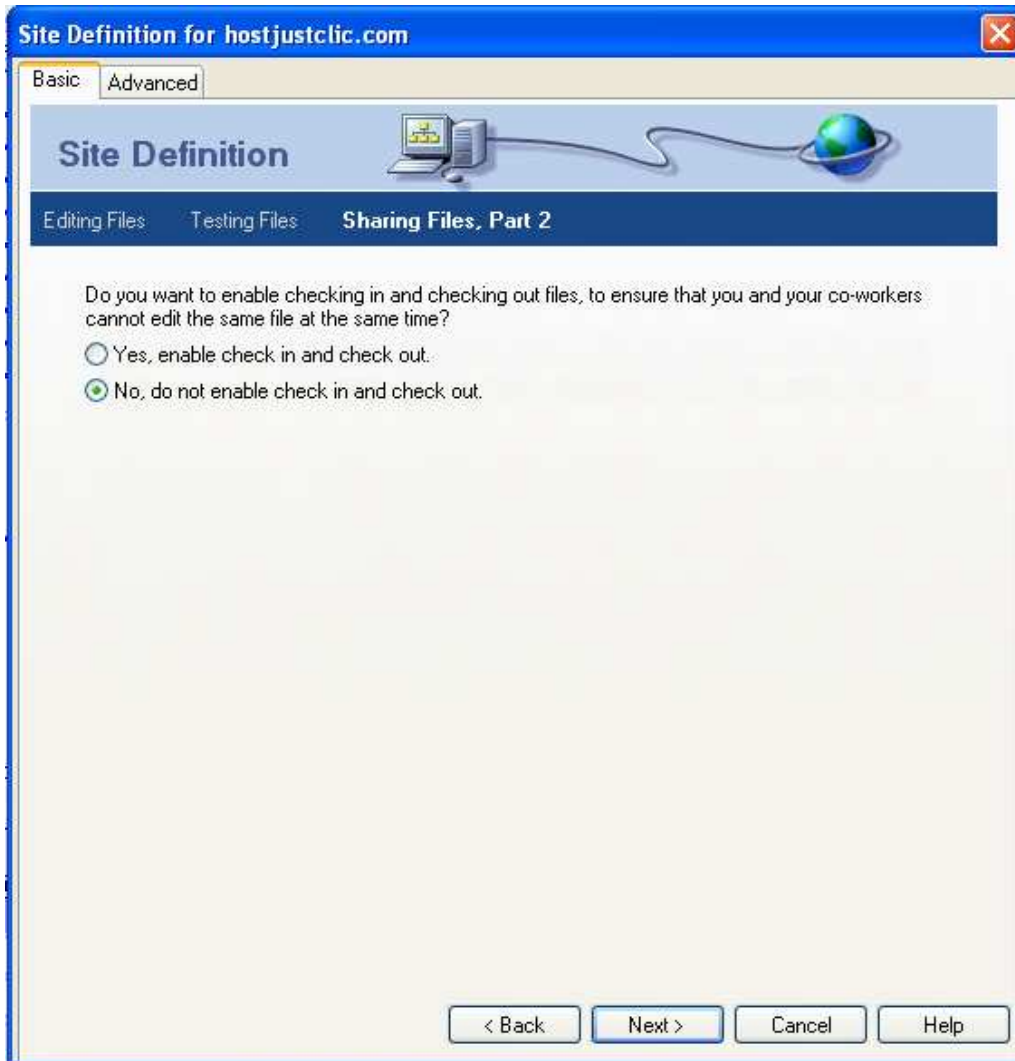 Site Definition for hostjustclic.com
Basic Advanced
Site Definition
Editing Files Testing Files Sharing Files, Part 2
Do you want to enable checking in and checking out files, to ensure that you and your co-workers
cannot edit the same file at the same time?
Yes, enable check in and check out.
No, do not enable check in and check out.
< Back Next > Cancel Help